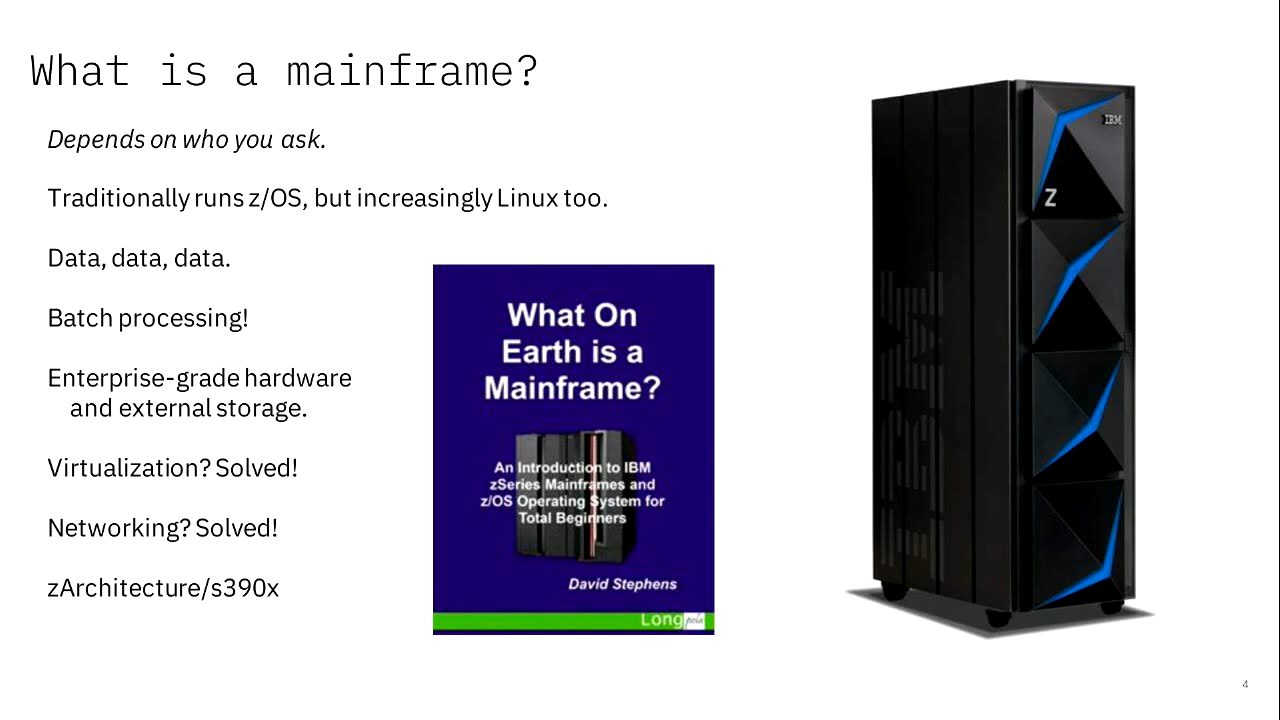 What is a mainframe?
Depends on who you ask.
Traditionally runs z/OS, but increasingly Linux too.
Data, data, data.
Batch processing!
Enterprise-grade hardware
and external storage.
Virtualization? Solved!
Networking? Solved!
zArchitecture/s390x
What On
Earth is a
Mainframe?
An Introduction to IBM
zSeries Mainframes and
z/OS Operating System for
Total Beginners
David Stephens
Longpela
IBM
Z
IBM
4